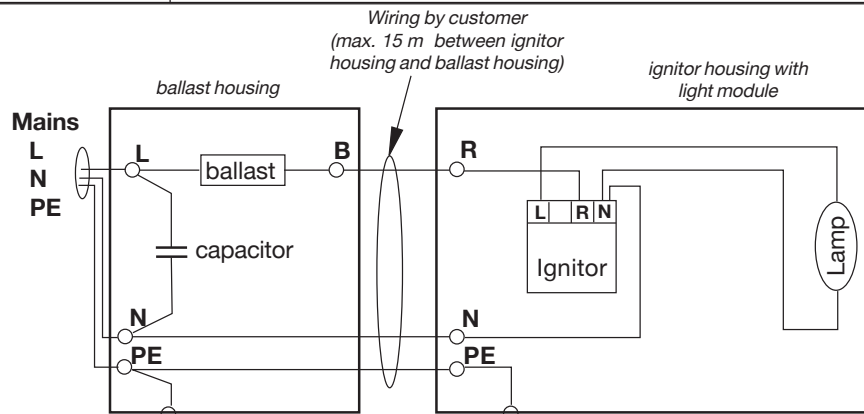 Wiring by customer
(max. 15 m between ignitor
housing and ballast housing)
ballast housing
ignitor housing with
light module
Mains
L
N
PE
L
ballast
B
R
L R N
Ignitor
Lamp
capacitor
N
N
PE
PE